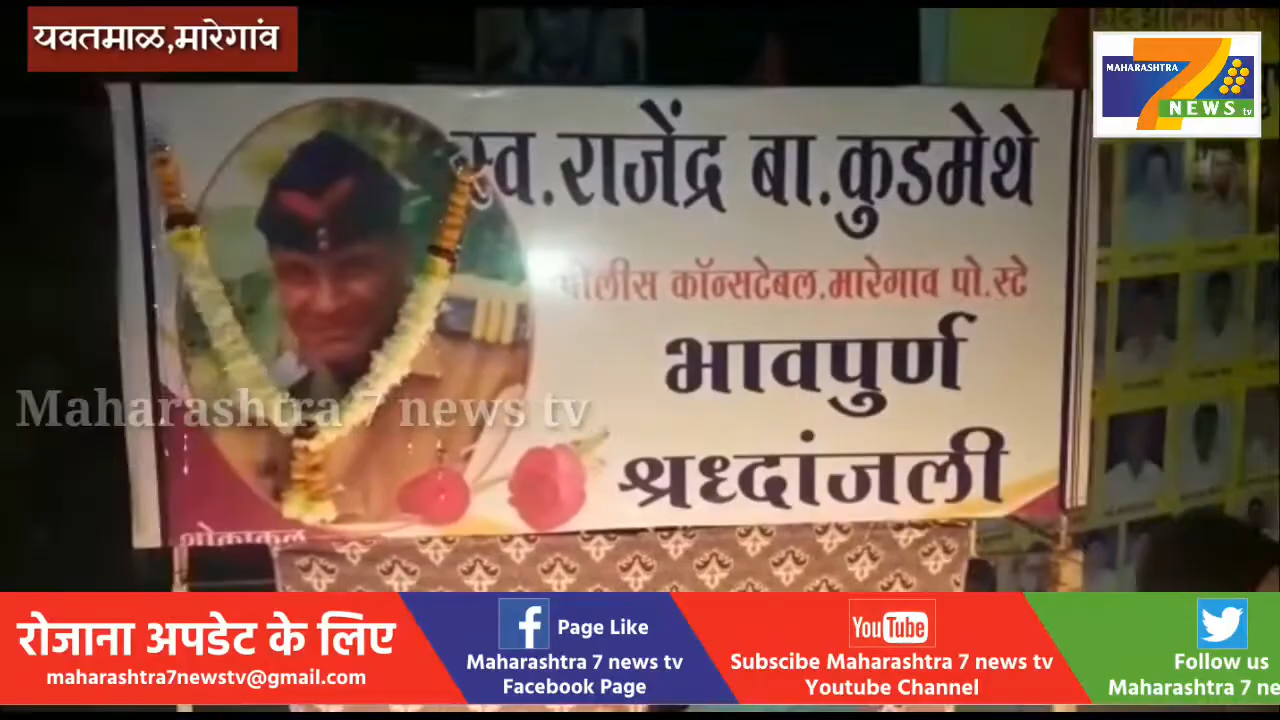 यवतमाळ,मारेगांव
MAHARASHTRA
7
NEWS tv
स्व.राजेंद्र बा.कुडमेथे
पोलीस कॉन्सटेबल.मारेगाव पो.स्टे
भावपुर्ण
श्रध्दांजली
शोकाकुल
Maharashtra 7 news tv
रोजाना अपडेट के लिए
maharashtra7newstv@gmail.com
f Page Like
Maharashtra 7 news tv
Facebook Page
YouTube
Subscibe Maharashtra 7 news tv
Youtube Channel
Follow us
Maharashtra 7 ne